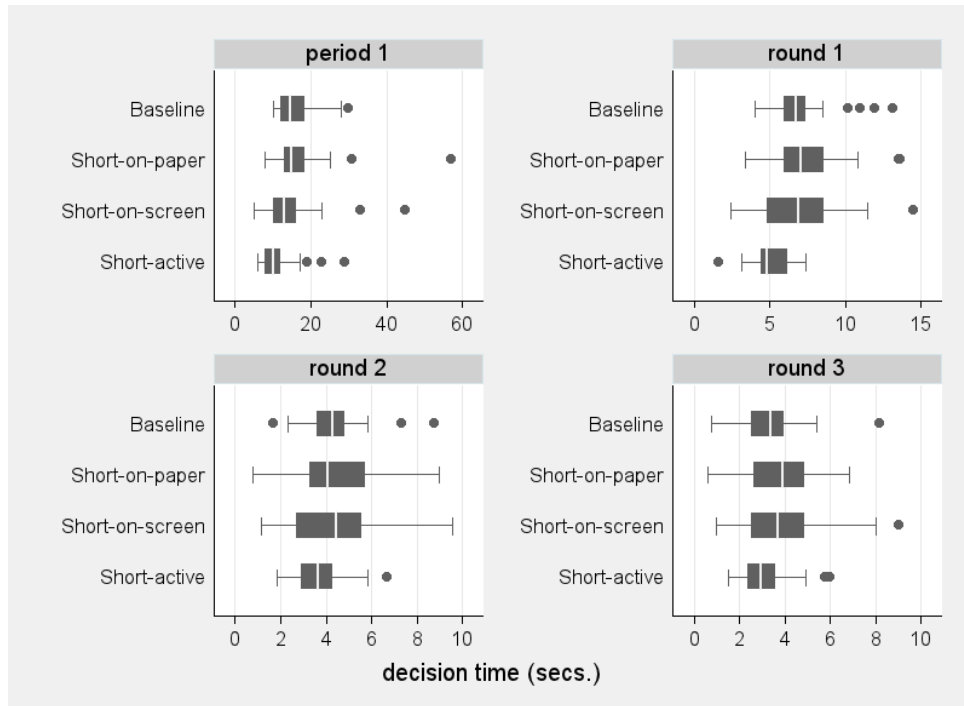 period 1
Baseline
Short-on-paper
Short-on-screen
Short-active
0 20 40 60
round 1
Baseline
Short-on-paper
Short-on-screen
Short-active
0 5 10 15
round 2
Baseline
Short-on-paper
Short-on-screen
Short-active
0 2 4 6 8 10
round 3
Baseline
Short-on-paper
Short-on-screen
Short-active
0 2 4 6 8 10
decision time (secs.)